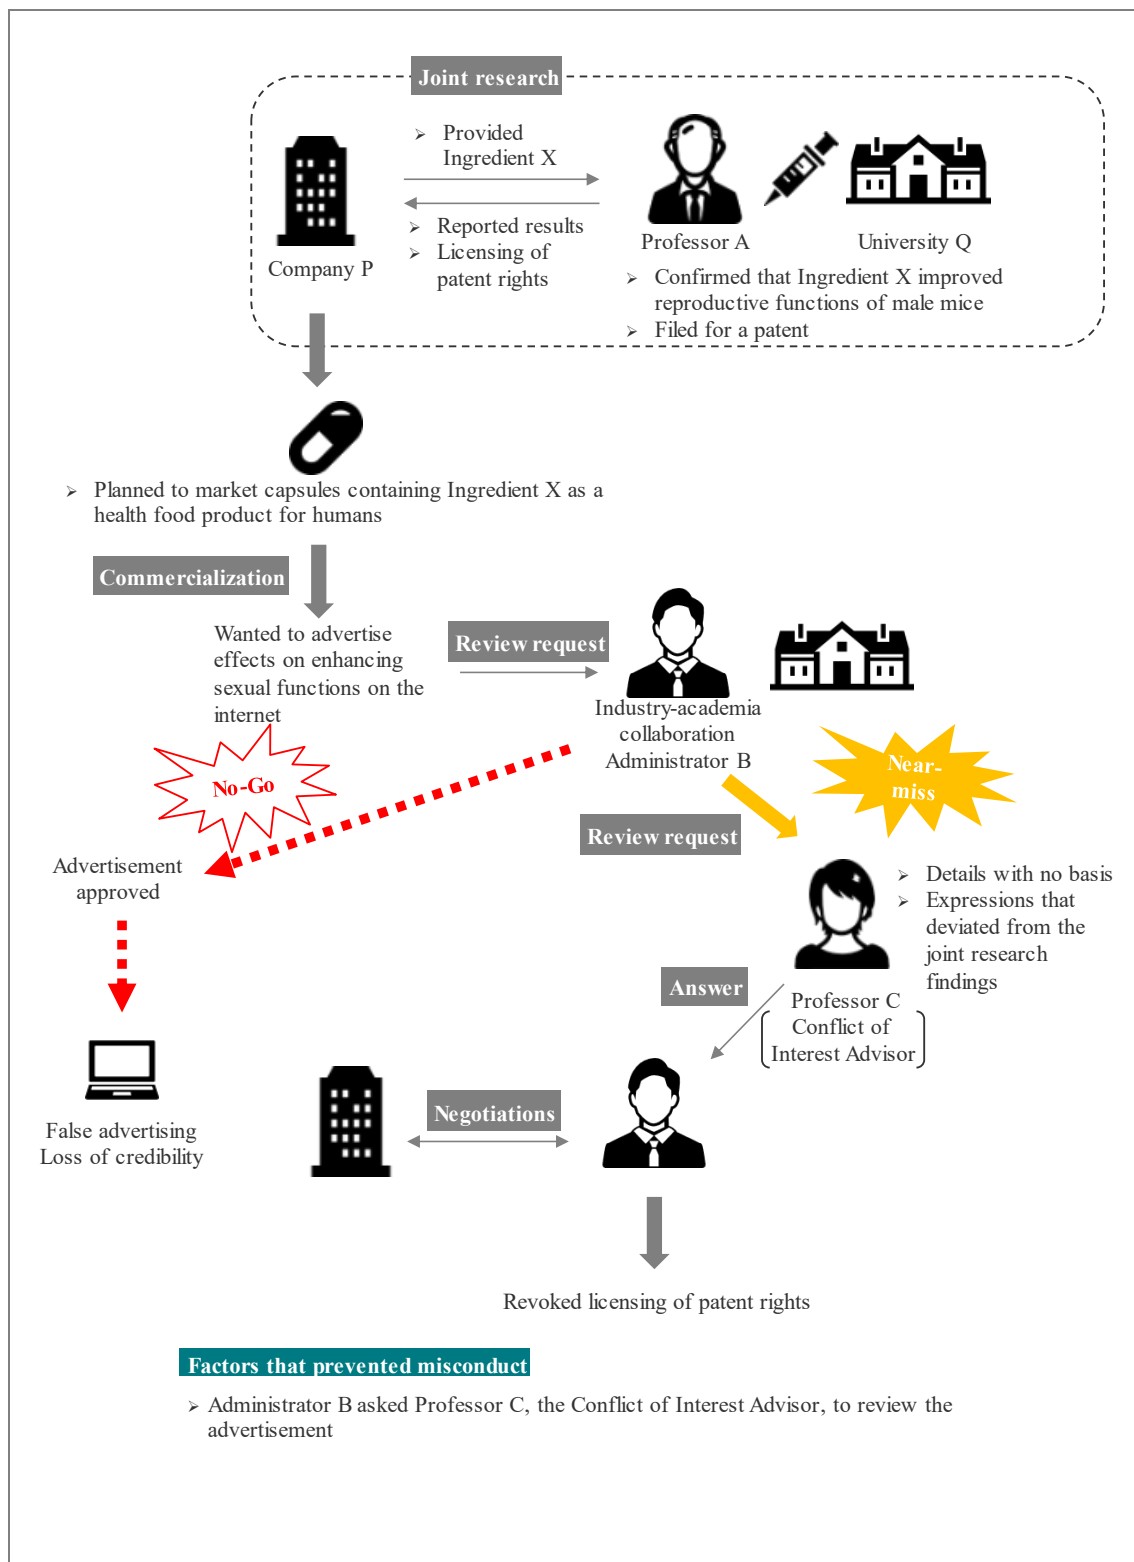 Joint research
➢ Provided
Ingredient X
➢ Reported results
➢ Licensing of
patent rights
Company P
Professor A
University Q
➢ Confirmed that Ingredient X improved
reproductive functions of male mice
➢ Filed for a patent
➢ Planned to market capsules containing Ingredient X as a
health food product for humans
Commercialization
Wanted to advertise
effects on enhancing
sexual functions on the
internet
Review request
Industry-academia
collaboration
Administrator B
No-Go
Near-
miss
Review request
Advertisement
approved
➢ Details with no basis
➢ Expressions that
deviated from the
joint research
findings
Answer
Professor C
Conflict of
Interest Advisor
False advertising
Loss of credibility
Negotiations
Revoked licensing of patent rights
Factors that prevented misconduct
➢ Administrator B asked Professor C, the Conflict of Interest Advisor, to review the
advertisement